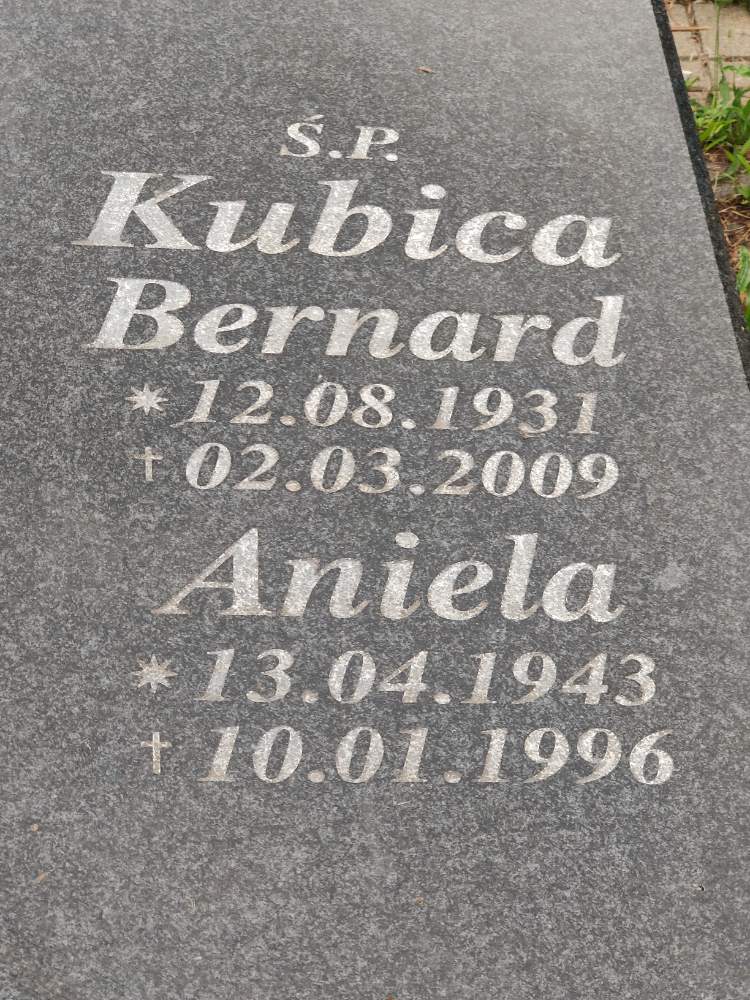 Ś.P.
Kubica
Bernard
* 12.08.1931
† 02.03.2009
Aniela
* 13.04.1943
† 10.01.1996